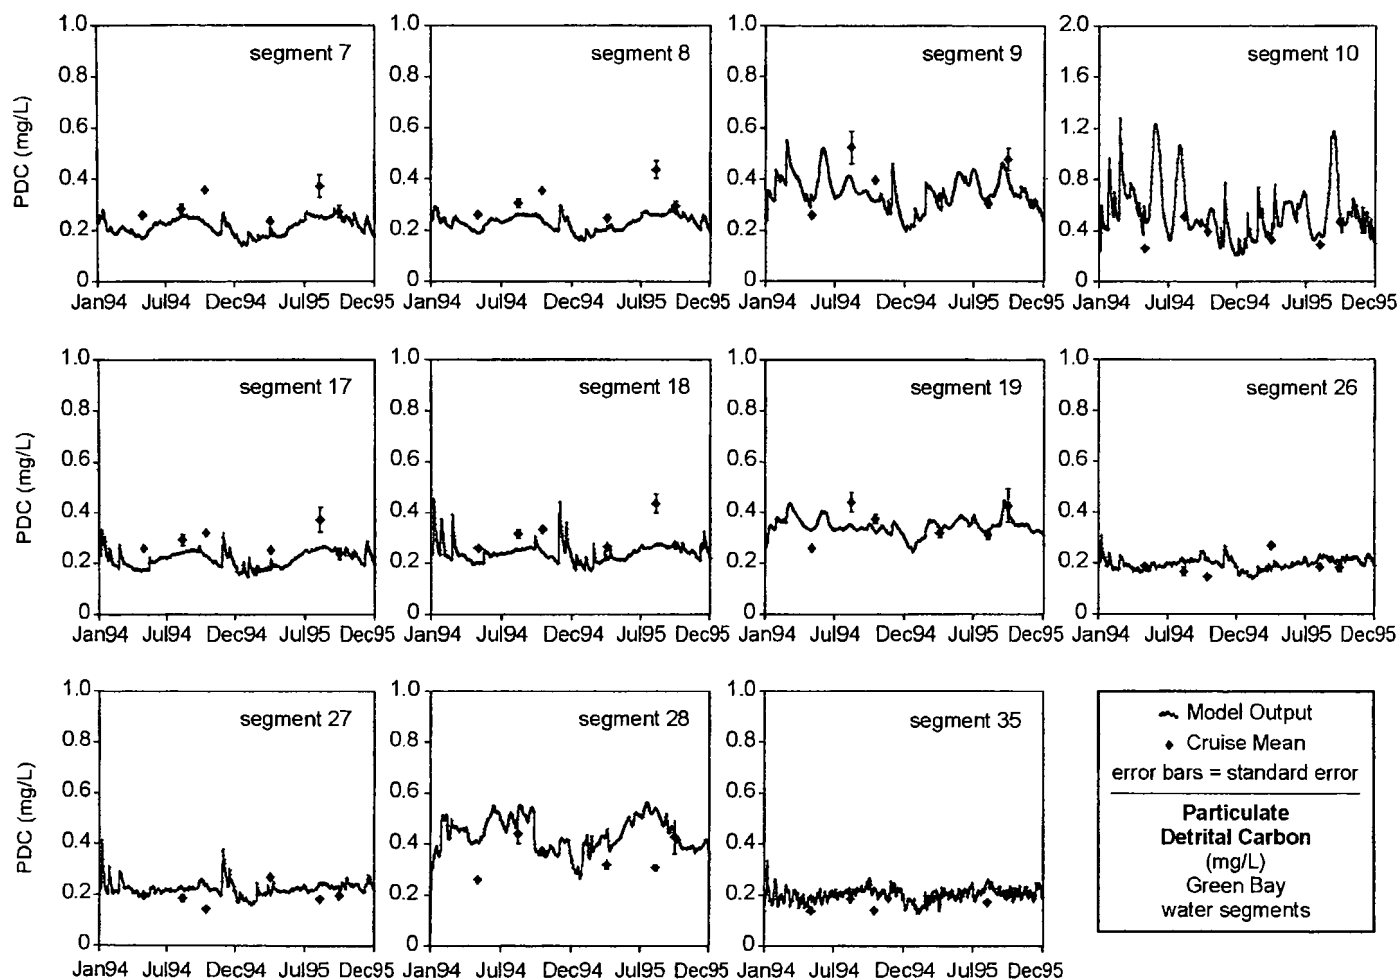 segment 7
PDC (mg/L)
1.0
0.8
0.6
0.4
0.2
0
Jan94 Jul94 Dec94 Jul95 Dec95
segment 8
1.0
0.8
0.6
0.4
0.2
0
Jan94 Jul94 Dec94 Jul95 Dec95
segment 9
1.0
0.8
0.6
0.4
0.2
0
Jan94 Jul94 Dec94 Jul95 Dec95
segment 10
2.0
1.6
1.2
0.8
0.4
0
Jan94 Jul94 Dec94 Jul95 Dec95
segment 17
PDC (mg/L)
1.0
0.8
0.6
0.4
0.2
0
Jan94 Jul94 Dec94 Jul95 Dec95
segment 18
1.0
0.8
0.6
0.4
0.2
0
Jan94 Jul94 Dec94 Jul95 Dec95
segment 19
1.0
0.8
0.6
0.4
0.2
0
Jan94 Jul94 Dec94 Jul95 Dec95
segment 26
1.0
0.8
0.6
0.4
0.2
0
Jan94 Jul94 Dec94 Jul95 Dec95
segment 27
PDC (mg/L)
1.0
0.8
0.6
0.4
0.2
0
Jan94 Jul94 Dec94 Jul95 Dec95
segment 28
1.0
0.8
0.6
0.4
0.2
0
Jan94 Jul94 Dec94 Jul95 Dec95
segment 35
1.0
0.8
0.6
0.4
0.2
0
Jan94 Jul94 Dec94 Jul95 Dec95
Model Output
Cruise Mean
error bars = standard error
Particulate
Detrital Carbon
(mg/L)
Green Bay
water segments